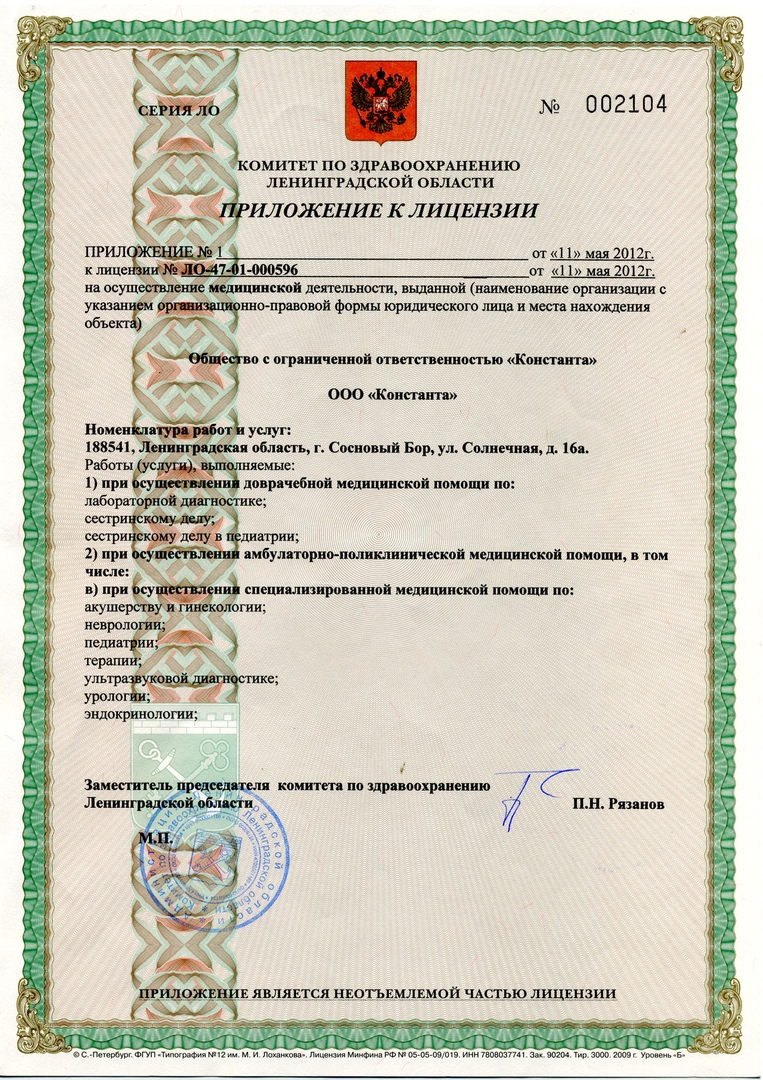 СЕРИЯ ЛО
№ 002104
КОМИТЕТ ПО ЗДРАВООХРАНЕНИЮ
ЛЕНИНГРАДСКОЙ ОБЛАСТИ
ПРИЛОЖЕНИЕ К ЛИЦЕНЗИИ
ПРИЛОЖЕНИЕ № 1 от «11» мая 2012г.
к лицензии № ЛО-47-01-000596 от «11» мая 2012г.
на осуществление медицинской деятельности, выданной (наименование организации с
указанием организационно-правовой формы юридического лица и места нахождения
объекта)
Общество с ограниченной ответственностью «Константа»
ООО «Константа»
Номенклатура работ и услуг:
188541, Ленинградская область, г. Сосновый Бор, ул. Солнечная, д. 16а.
Работы (услуги), выполняемые:
1) при осуществлении доврачебной медицинской помощи по:
лабораторной диагностике;
сестринскому делу;
сестринскому делу в педиатрии;
2) при осуществлении амбулаторно-поликлинической медицинской помощи, в том
числе:
в) при осуществлении специализированной медицинской помощи по:
акушерству и гинекологии;
неврологии;
педиатрии;
терапии;
ультразвуковой диагностике;
урологии;
эндокринологии;
Заместитель председателя комитета по здравоохранению
Ленинградской области П.Н. Рязанов
М.П.
ПРИЛОЖЕНИЕ ЯВЛЯЕТСЯ НЕОТЪЕМЛЕМОЙ ЧАСТЬЮ ЛИЦЕНЗИИ
© С.-Петербург. ФГУП «Типография №12 им. М. И. Лоханкова». Лицензия Минфина РФ № 05-05-09/019. ИНН 7808037741. Зак. 90204. Тир. 3000. 2009 г. Уровень «Б»